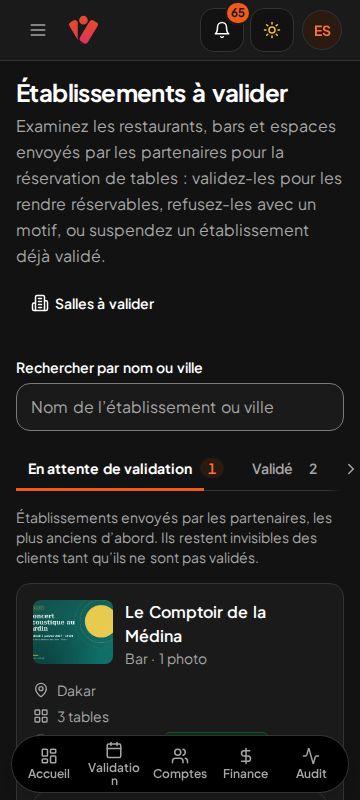 65
ES
Établissements à valider
Examinez les restaurants, bars et espaces
envoyés par les partenaires pour la
réservation de tables : validez-les pour les
rendre réservables, refusez-les avec un
motif, ou suspendez un établissement
déjà validé.
Salles à valider
Rechercher par nom ou ville
Nom de l’établissement ou ville
En attente de validation 1 Validé 2
Établissements envoyés par les partenaires, les
plus anciens d’abord. Ils restent invisibles des
clients tant qu’ils ne sont pas validés.
Le Comptoir de la
Médina
Bar · 1 photo
Dakar
3 tables
Accueil
Validatio
n
Comptes
Finance
Audit